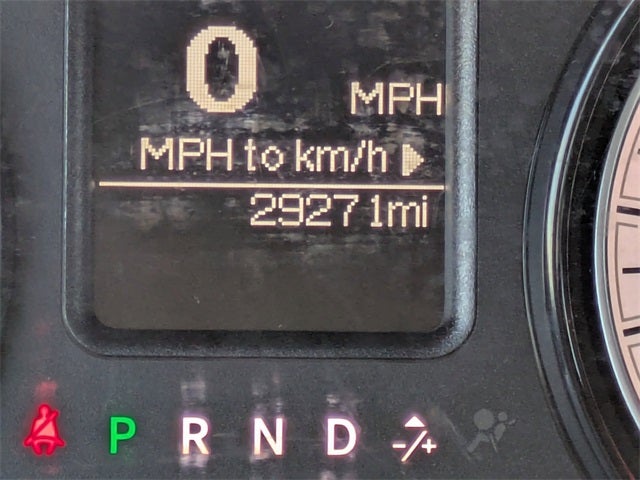 0 MPH
MPH to km/h
29271mi
P R N D -/+